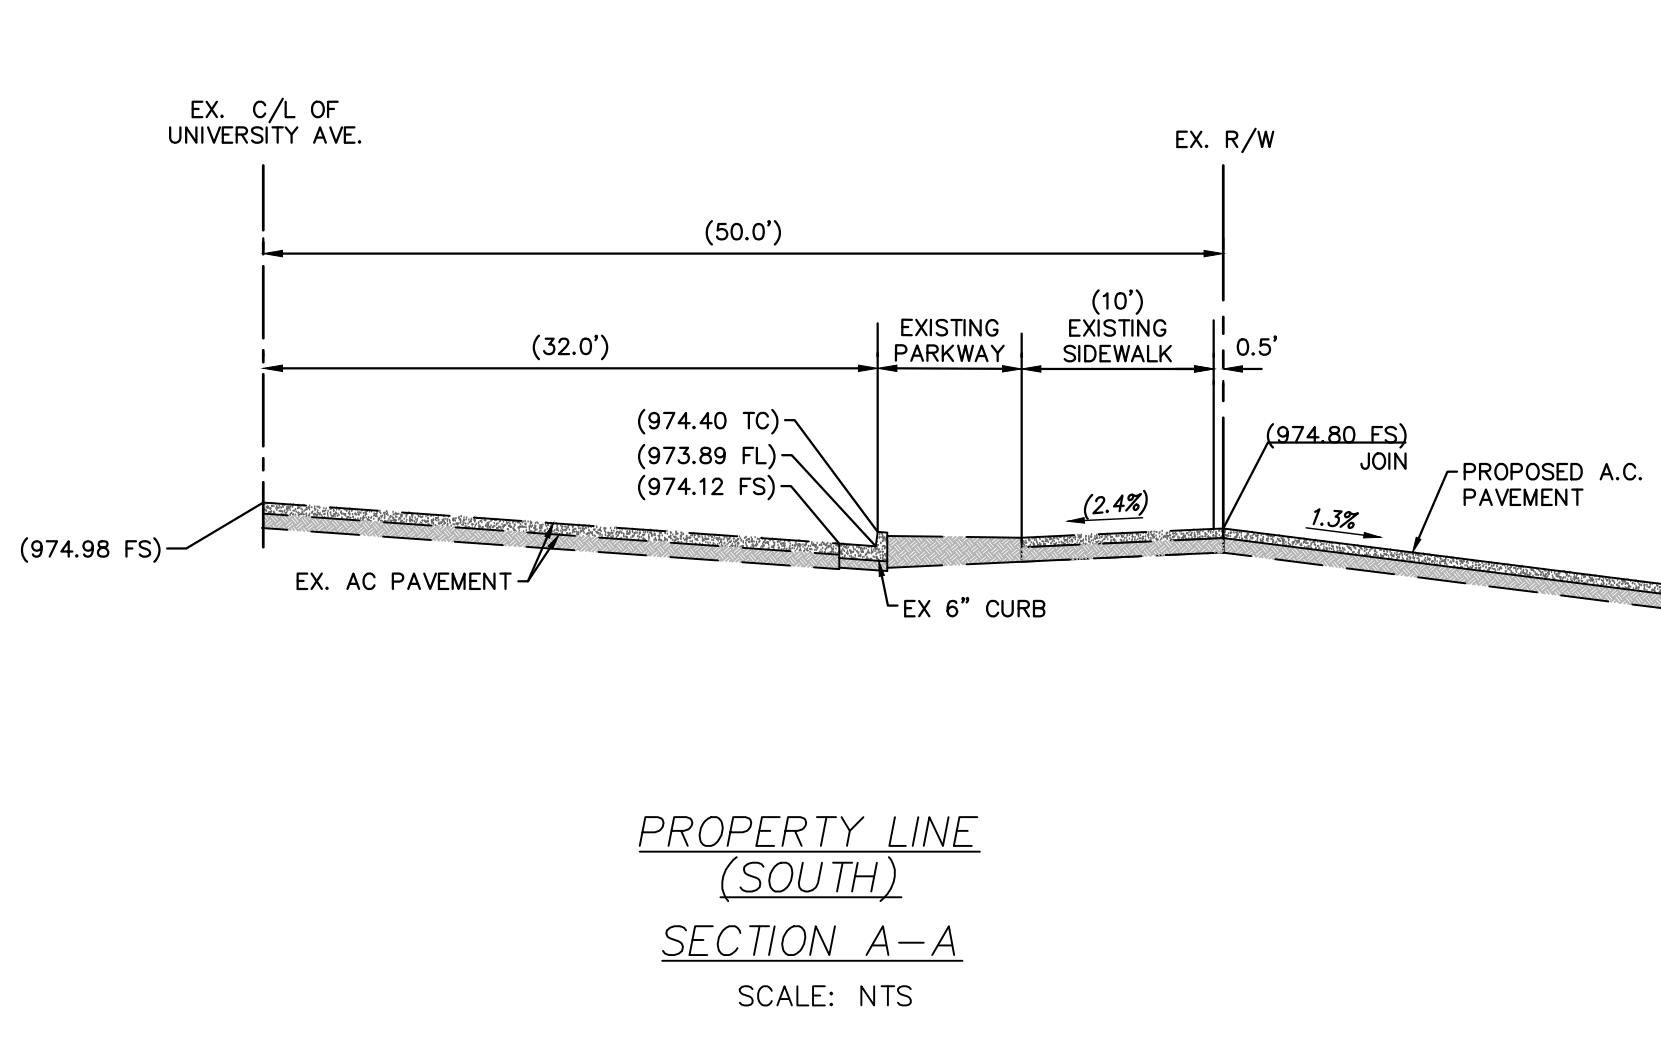 EX. C/L OF
UNIVERSITY AVE.
EX. R/W
(50.0')
(32.0')
EXISTING
PARKWAY
(10')
EXISTING
SIDEWALK
0.5'
(974.40 TC)
(973.89 FL)
(974.12 FS)
(974.98 FS)
EX. AC PAVEMENT
EX 6” CURB
(2.4%)
(974.80 FS)
JOIN
1.3%
PROPOSED A.C.
PAVEMENT
PROPERTY LINE
(SOUTH)
SECTION A-A
SCALE: NTS